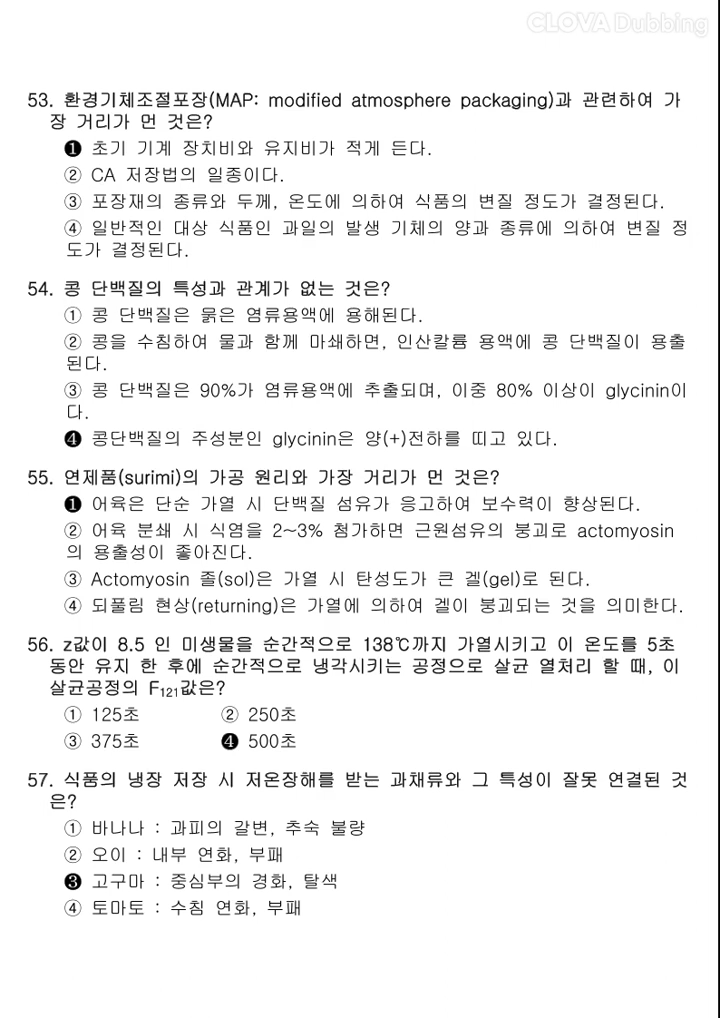 CLOVA Dubbing
53. 환경기체조절포장(MAP: modified atmosphere packaging)과 관련하여 가
장 거리가 먼 것은?
❶ 초기 기계 장치비와 유지비가 적게 든다.
② CA 저장법의 일종이다.
③ 포장재의 종류와 두께, 온도에 의하여 식품의 변질 정도가 결정된다.
④ 일반적인 대상 식품인 과일의 발생 기체의 양과 종류에 의하여 변질 정
도가 결정된다.
54. 콩 단백질의 특성과 관계가 없는 것은?
① 콩 단백질은 묽은 염류용액에 용해된다.
② 콩을 수침하여 물과 함께 마쇄하면, 인산칼륨 용액에 콩 단백질이 용출
된다.
③ 콩 단백질은 90%가 염류용액에 추출되며, 이중 80% 이상이 glycinin이
다.
❹ 콩단백질의 주성분인 glycinin은 양(+)전하를 띠고 있다.
55. 연제품(surimi)의 가공 원리와 가장 거리가 먼 것은?
❶ 어육은 단순 가열 시 단백질 섬유가 응고하여 보수력이 향상된다.
② 어육 분쇄 시 식염을 2~3% 첨가하면 근원섬유의 붕괴로 actomyosin
의 용출성이 좋아진다.
③ Actomyosin 졸(sol)은 가열 시 탄성도가 큰 겔(gel)로 된다.
④ 되풀림 현상(returning)은 가열에 의하여 겔이 붕괴되는 것을 의미한다.
56. z값이 8.5 인 미생물을 순간적으로 138℃까지 가열시키고 이 온도를 5초
동안 유지 한 후에 순간적으로 냉각시키는 공정으로 살균 열처리 할 때, 이
살균공정의 F₁₂₁값은?
① 125초 ② 250초
③ 375초 ❹ 500초
57. 식품의 냉장 저장 시 저온장해를 받는 과채류와 그 특성이 잘못 연결된 것
은?
① 바나나 : 과피의 갈변, 추숙 불량
② 오이 : 내부 연화, 부패
❸ 고구마 : 중심부의 경화, 탈색
④ 토마토 : 수침 연화, 부패